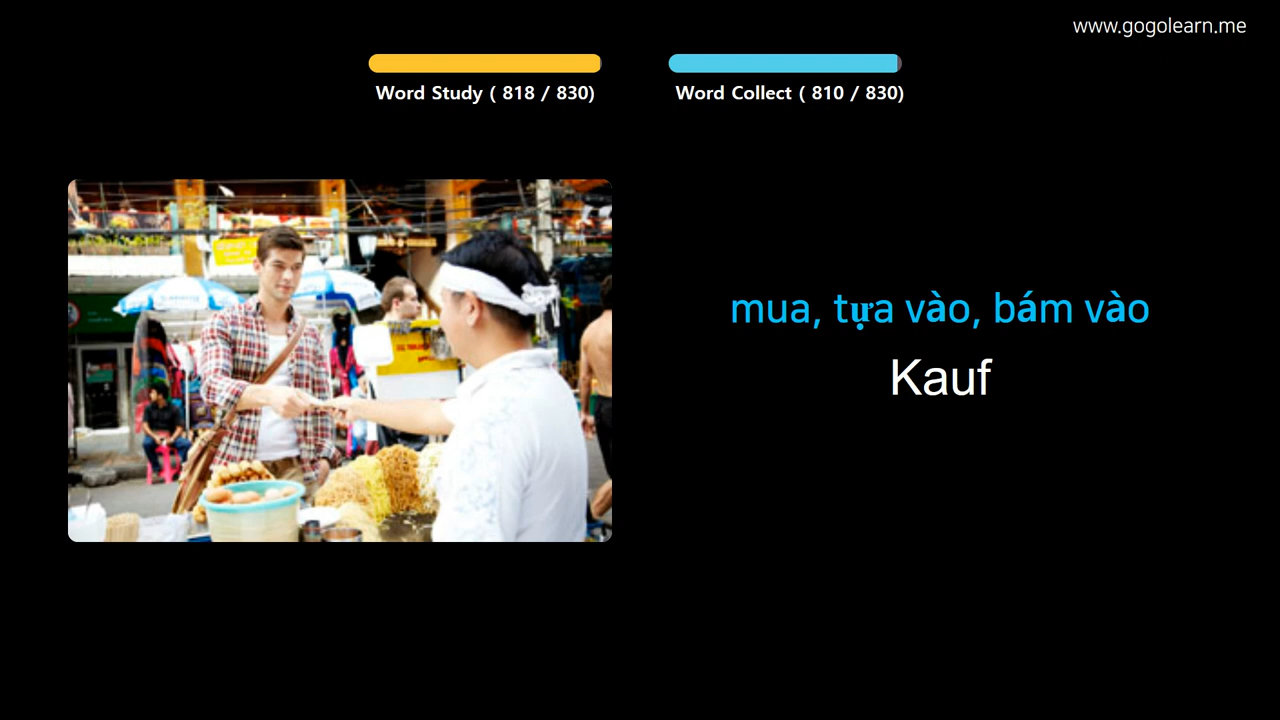 www.gogolearn.me
Word Study ( 818 / 830)
Word Collect ( 810 / 830)
mua, tựa vào, bám vào
Kauf